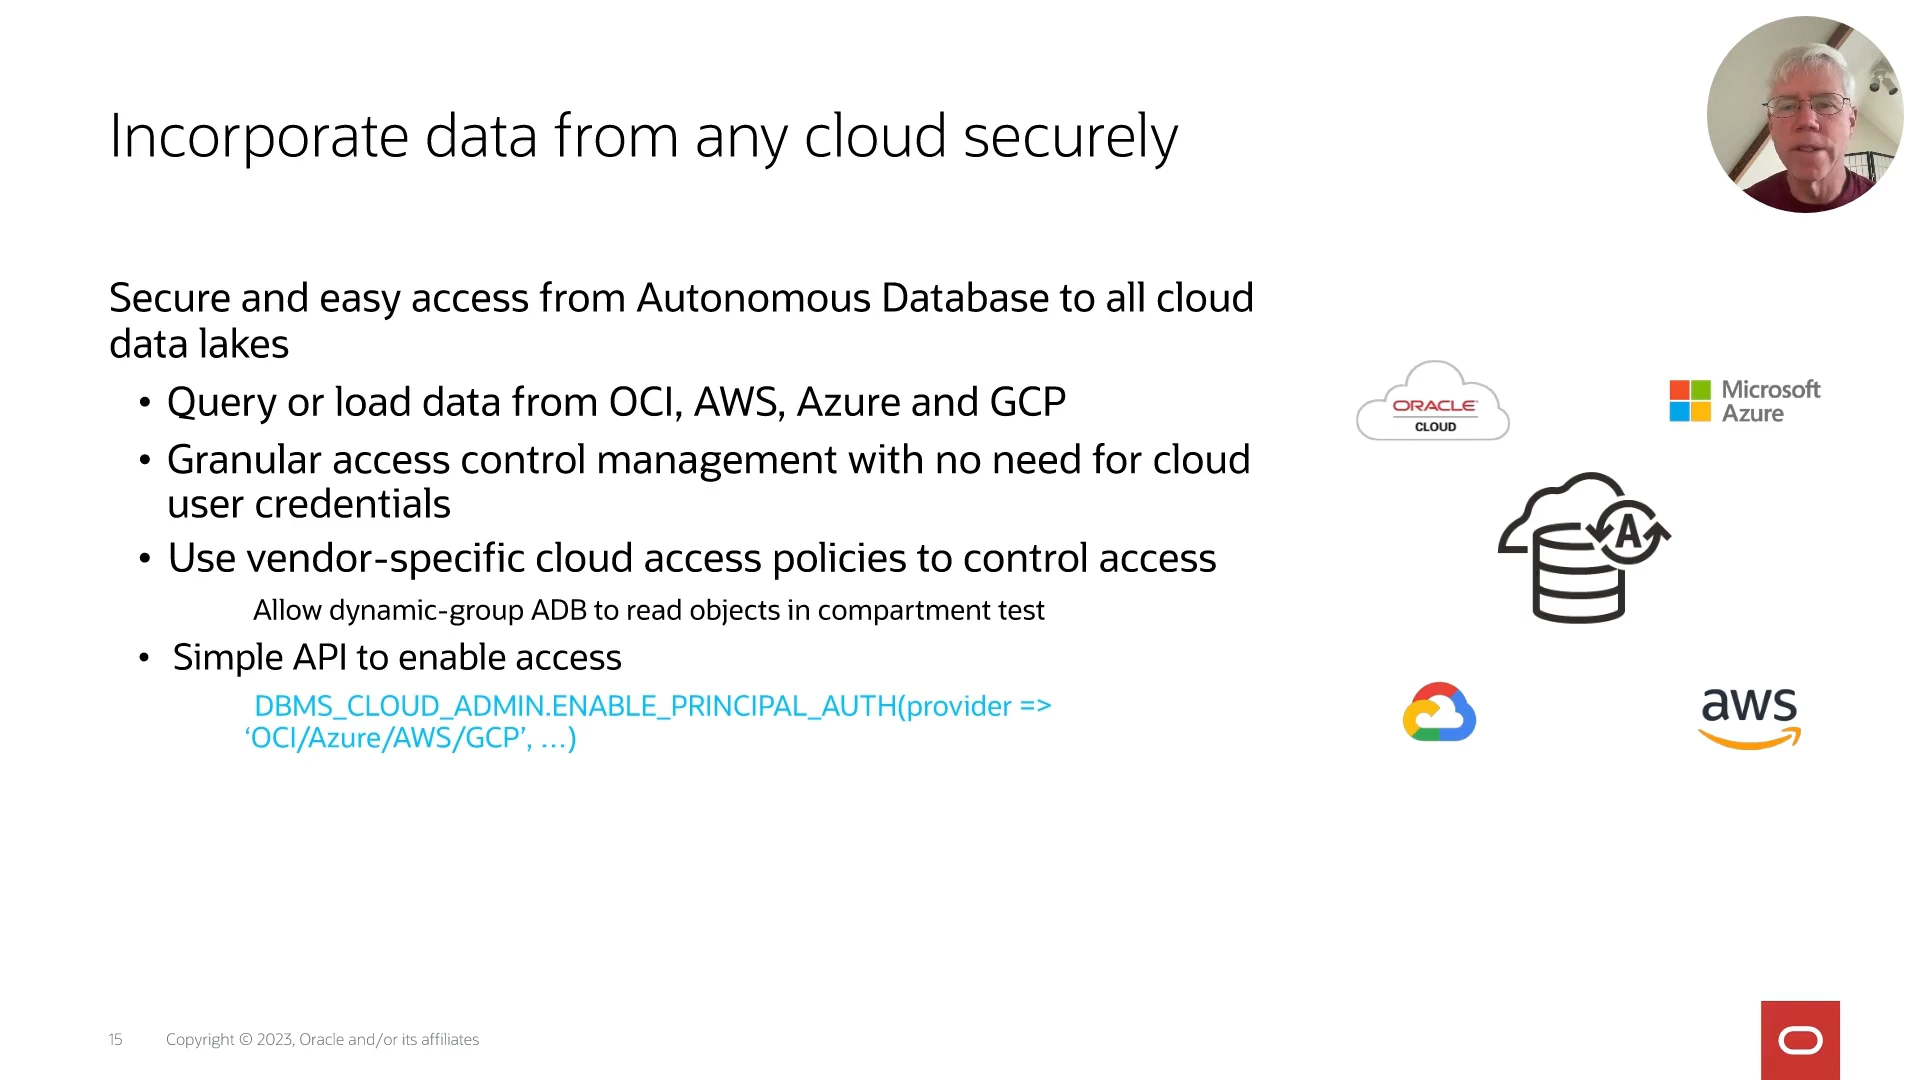 Incorporate data from any cloud securely
Secure and easy access from Autonomous Database to all cloud
data lakes
• Query or load data from OCI, AWS, Azure and GCP
• Granular access control management with no need for cloud
user credentials
• Use vendor-specific cloud access policies to control access
Allow dynamic-group ADB to read objects in compartment test
• Simple API to enable access
DBMS_CLOUD_ADMIN.ENABLE_PRINCIPAL_AUTH(provider =>
‘OCI/Azure/AWS/GCP’, …)
ORACLE
CLOUD
Microsoft
Azure
A
aws
15 Copyright © 2023, Oracle and/or its affiliates